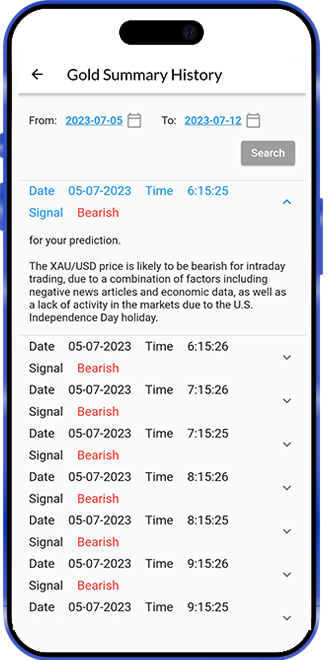 Gold Summary History
From: 2023-07-05 To: 2023-07-12
Search
Date 05-07-2023 Time 6:15:25
Signal Bearish
for your prediction.
The XAU/USD price is likely to be bearish for intraday
trading, due to a combination of factors including
negative news articles and economic data, as well as
a lack of activity in the markets due to the U.S.
Independence Day holiday.
Date 05-07-2023 Time 6:15:26
Signal Bearish
Date 05-07-2023 Time 7:15:26
Signal Bearish
Date 05-07-2023 Time 7:15:25
Signal Bearish
Date 05-07-2023 Time 8:15:26
Signal Bearish
Date 05-07-2023 Time 8:15:25
Signal Bearish
Date 05-07-2023 Time 9:15:26
Signal Bearish
Date 05-07-2023 Time 9:15:25